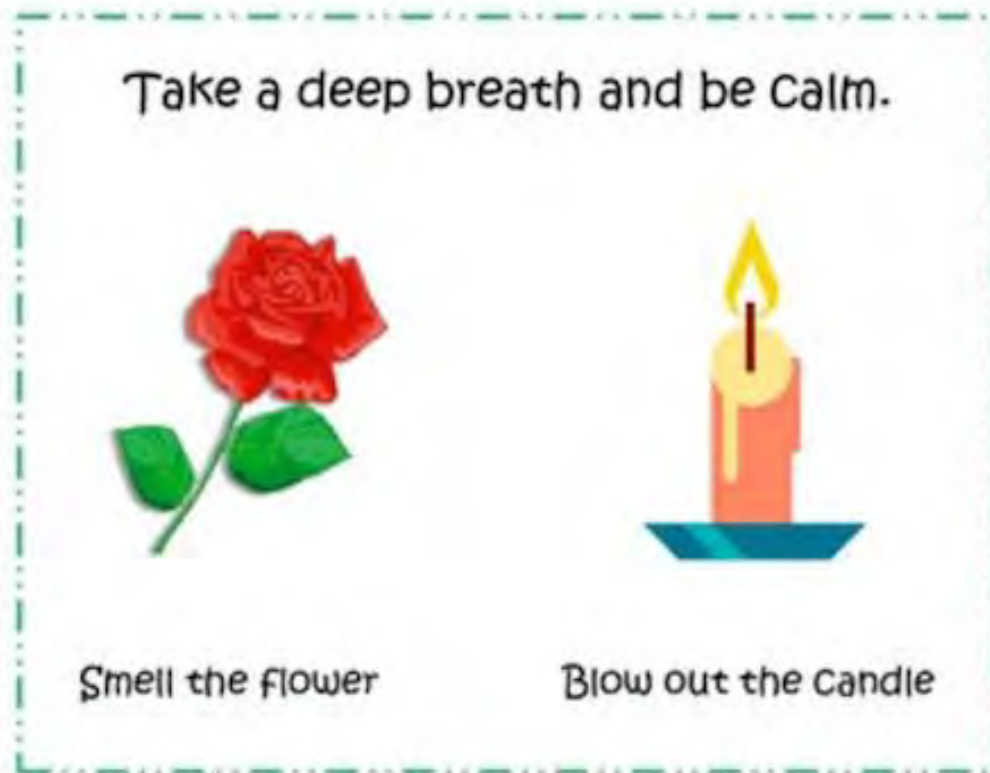 Take a deep breath and be calm.
Smell the flower
Blow out the candle